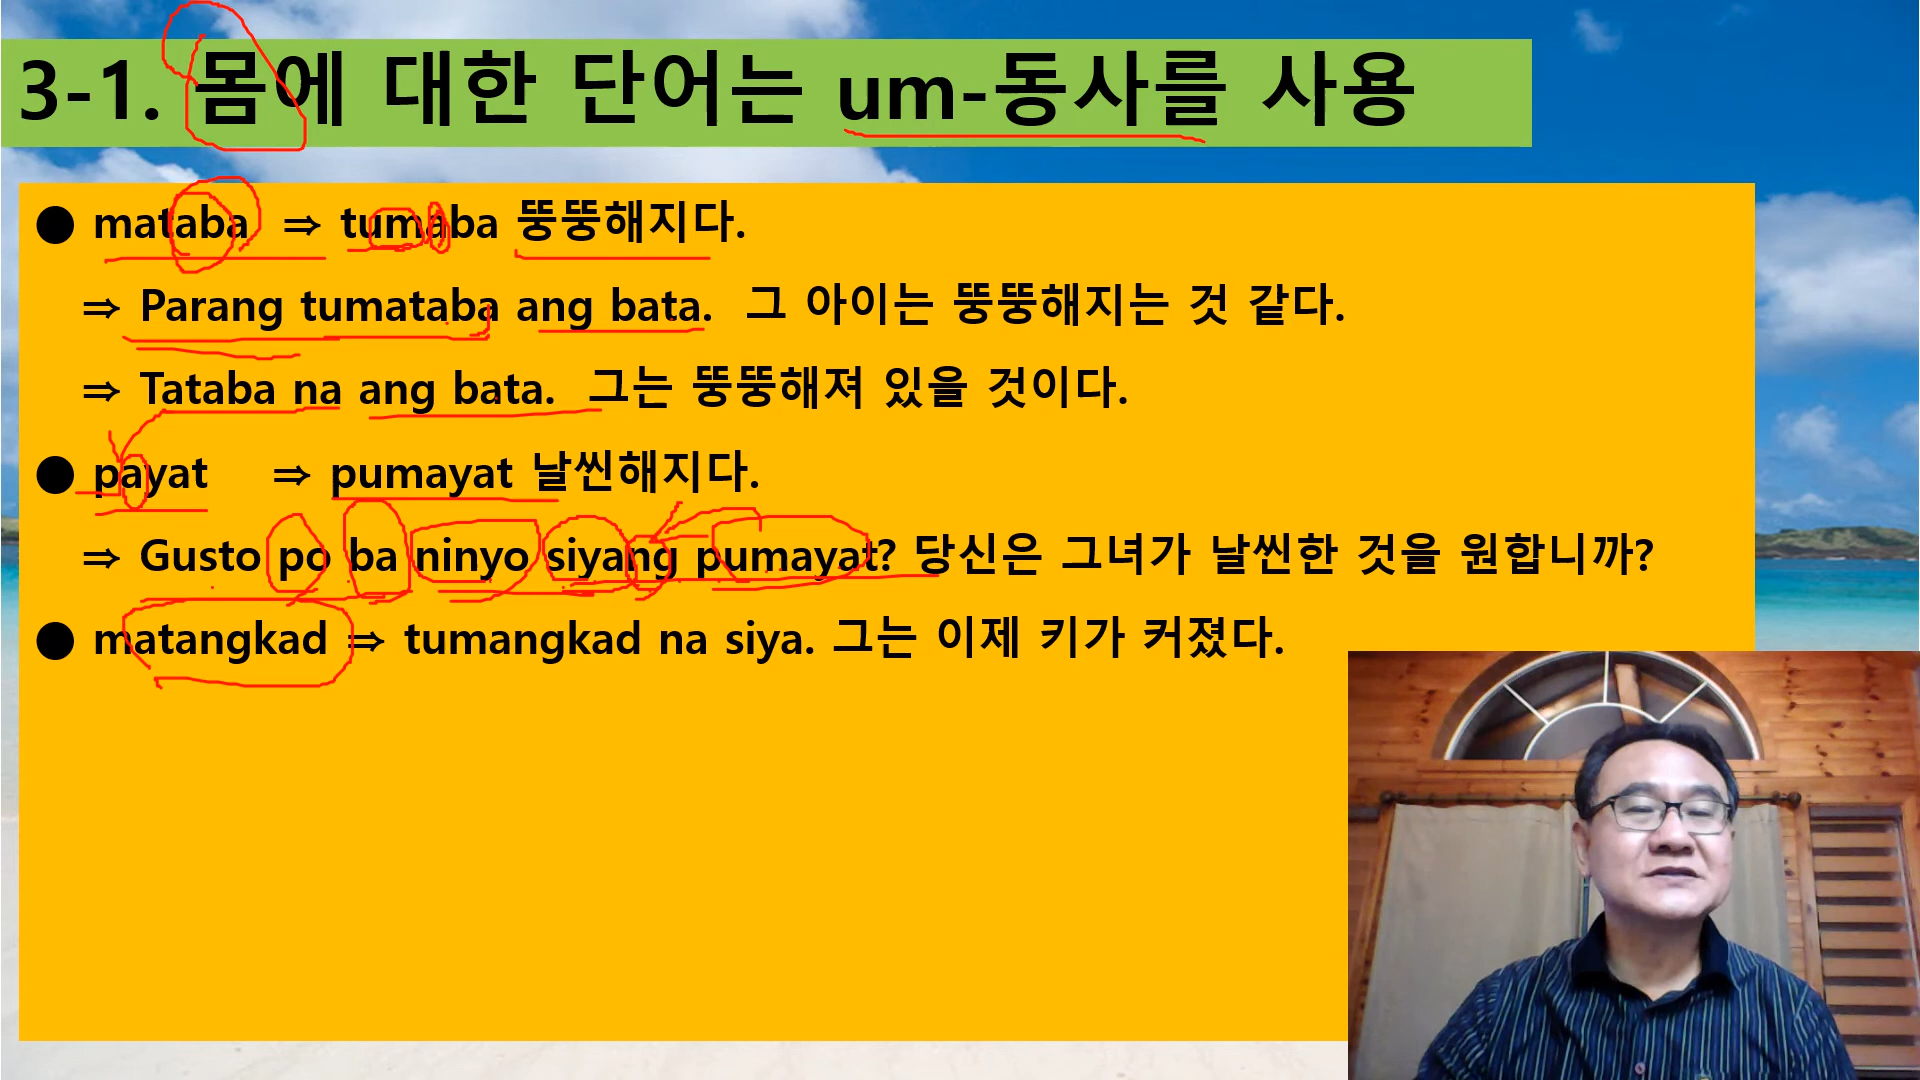 3-1. 몸에 대한 단어는 um-동사를 사용
● mataba ⇒ tumaba 뚱뚱해지다.
⇒ Parang tumataba ang bata. 그 아이는 뚱뚱해지는 것 같다.
⇒ Tataba na ang bata. 그는 뚱뚱해져 있을 것이다.
● payat ⇒ pumayat 날씬해지다.
⇒ Gusto po ba ninyo siyang pumayat? 당신은 그녀가 날씬한 것을 원합니까?
● matangkad ⇒ tumangkad na siya. 그는 이제 키가 커졌다.